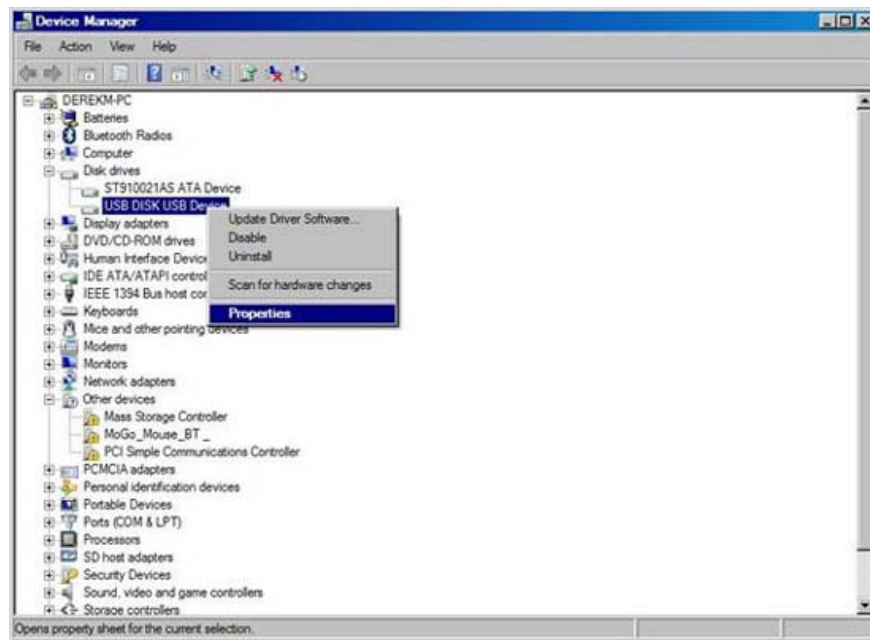 Device Manager
File Action View Help
DEREKM-PC
Batteries
Bluetooth Radios
Computer
Disk drives
ST910021AS ATA Device
USB DISK USB Device
Update Driver Software...
Display adapters
Disable
DVD/CD-ROM drives
Uninstall
Human Interface Device
IDE ATA/ATAPI control
Scan for hardware changes
IEEE 1394 Bus host cor
Keyboards
Properties
Mice and other pointing devices
Modems
Monitors
Network adapters
Other devices
Mass Storage Controller
MoGo_Mouse_BT _
PCI Simple Communications Controller
PCMCIA adapters
Personal identification devices
Portable Devices
Ports (COM & LPT)
Processors
SD host adapters
Security Devices
Sound, video and game controllers
Storage controllers
Opens property sheet for the current selection.